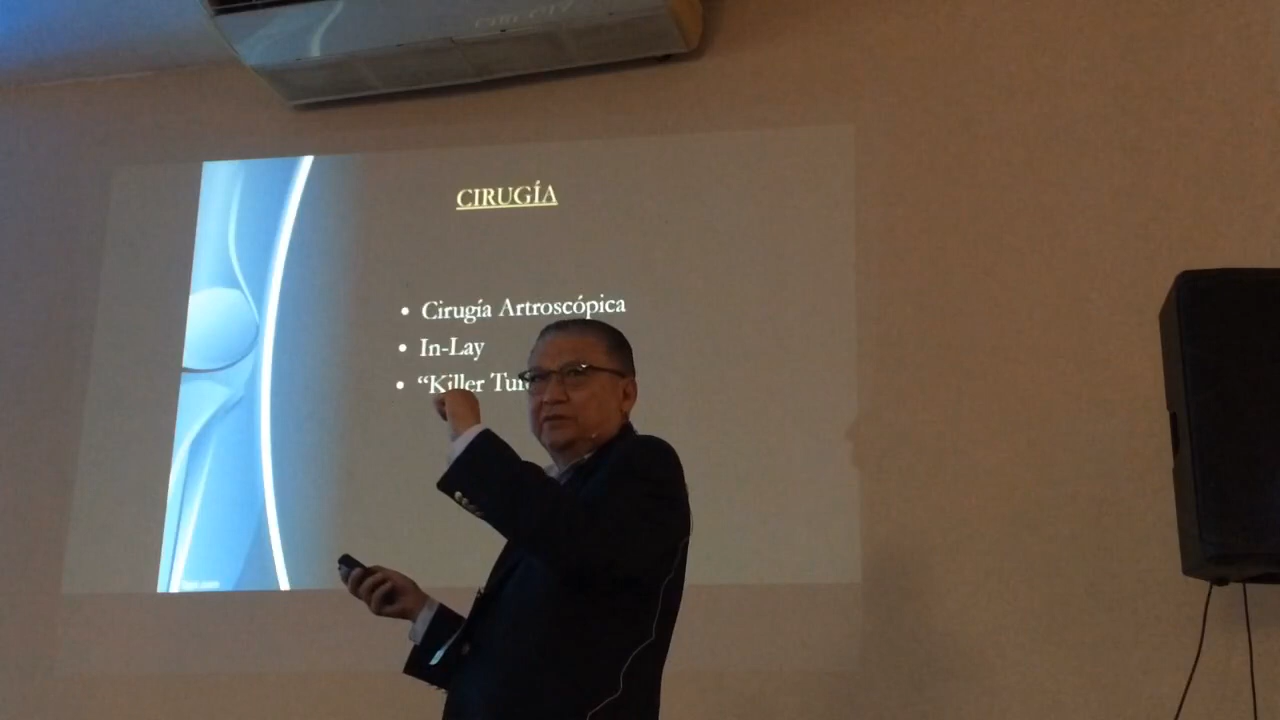 CIRUGÍA
• Cirugía Artroscópica
• In-Lay
• “Killer